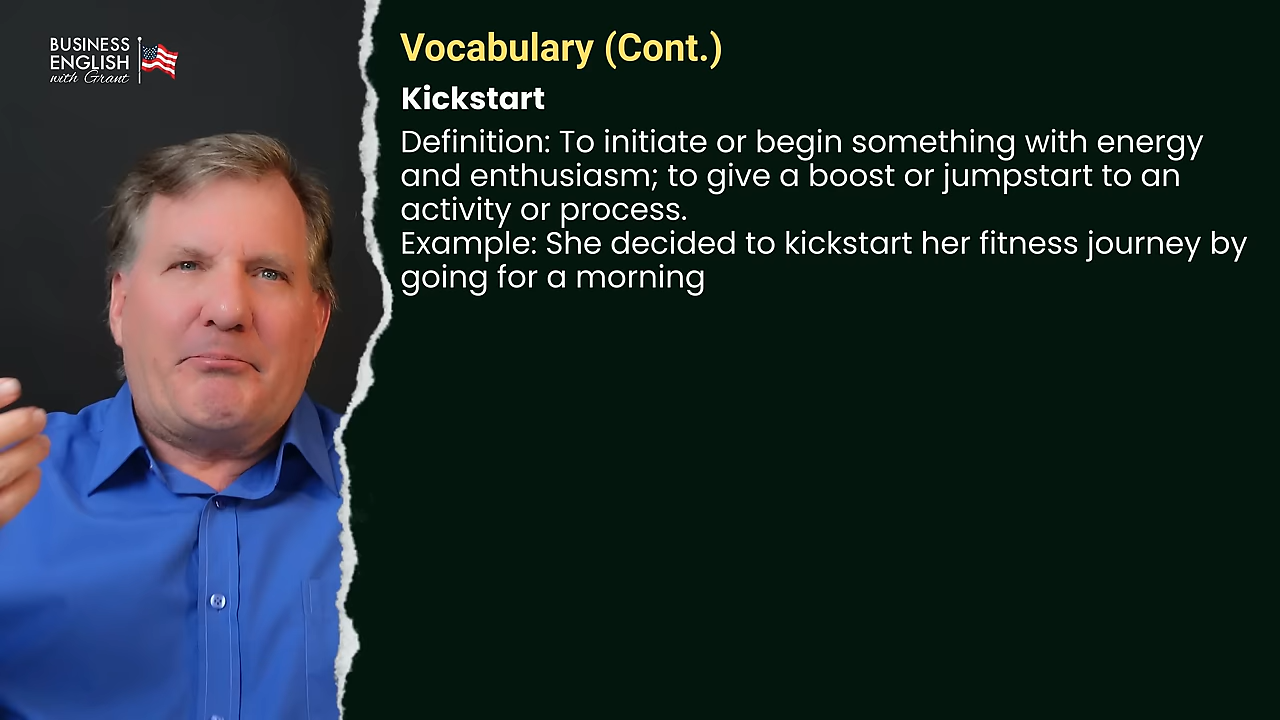 BUSINESS
ENGLISH
with Grant
Vocabulary (Cont.)
Kickstart
Definition: To initiate or begin something with energy
and enthusiasm; to give a boost or jumpstart to an
activity or process.
Example: She decided to kickstart her fitness journey by
going for a morning